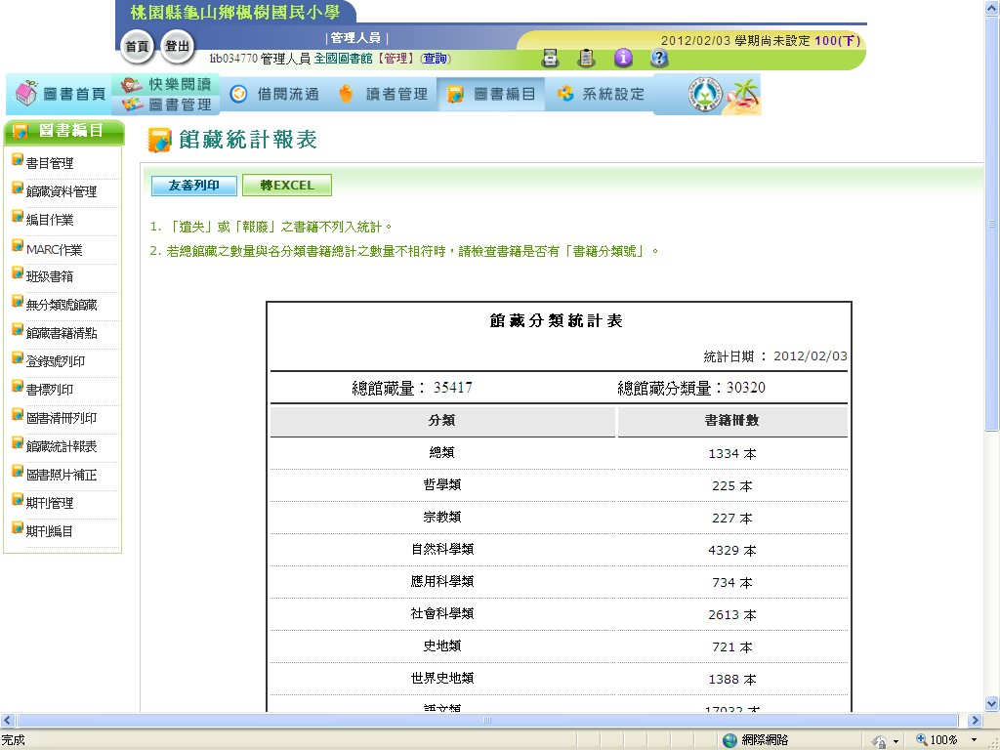 桃園縣龜山鄉楓樹國民小學
首頁 登出 | 管理人員 |
2012/02/03 學期尚未設定 100(下)
lib034770 管理人員 全國圖書館【管理】(查詢)
圖書首頁 快樂閱讀 圖書管理 借閱流通 讀者管理 圖書編目 系統設定
圖書編目
書目管理
館藏資料管理
編目作業
MARC作業
班級書箱
無分類號館藏
館藏書籍清點
登錄號列印
書標列印
圖書清冊列印
館藏統計報表
圖書照片補正
期刊管理
期刊編目
館藏統計報表
友善列印 轉EXCEL
1. 「遺失」或「報廢」之書籍不列入統計。
2. 若總館藏之數量與各分類書籍總計之數量不相符時，請檢查書籍是否有「書籍分類號」。
館藏分類統計表
統計日期 ： 2012/02/03
總館藏量： 35417 總館藏分類量：30320
分類 書籍冊數
總類 1334 本
哲學類 225 本
宗教類 227 本
自然科學類 4329 本
應用科學類 734 本
社會科學類 2613 本
史地類 721 本
世界史地類 1388 本
語文類 17032 本
完成 網際網路 100%